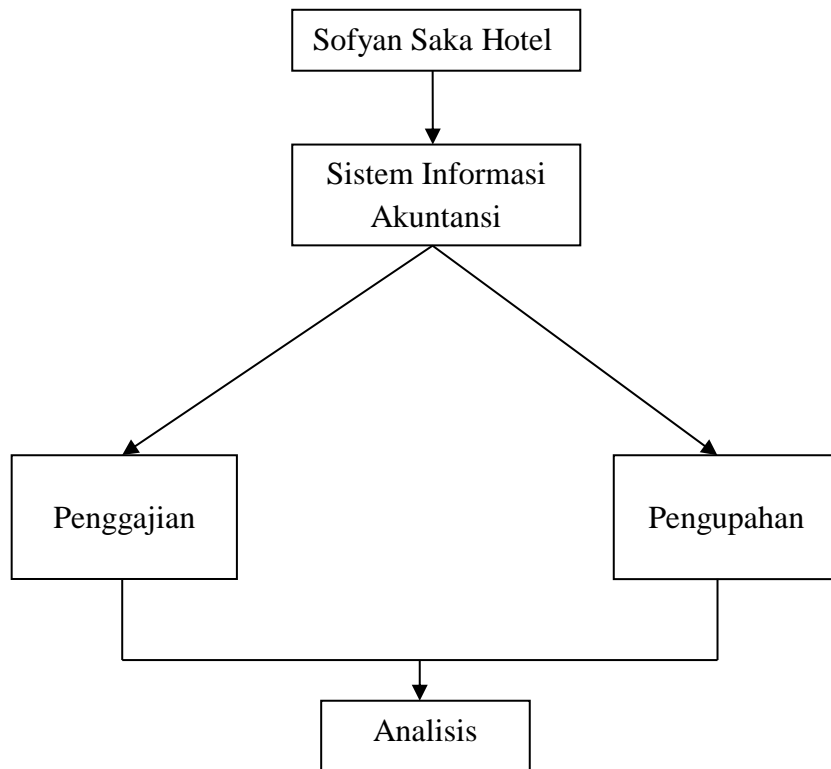 Sofyan Saka Hotel
Sistem Informasi
Akuntansi
Penggajian
Pengupahan
Analisis